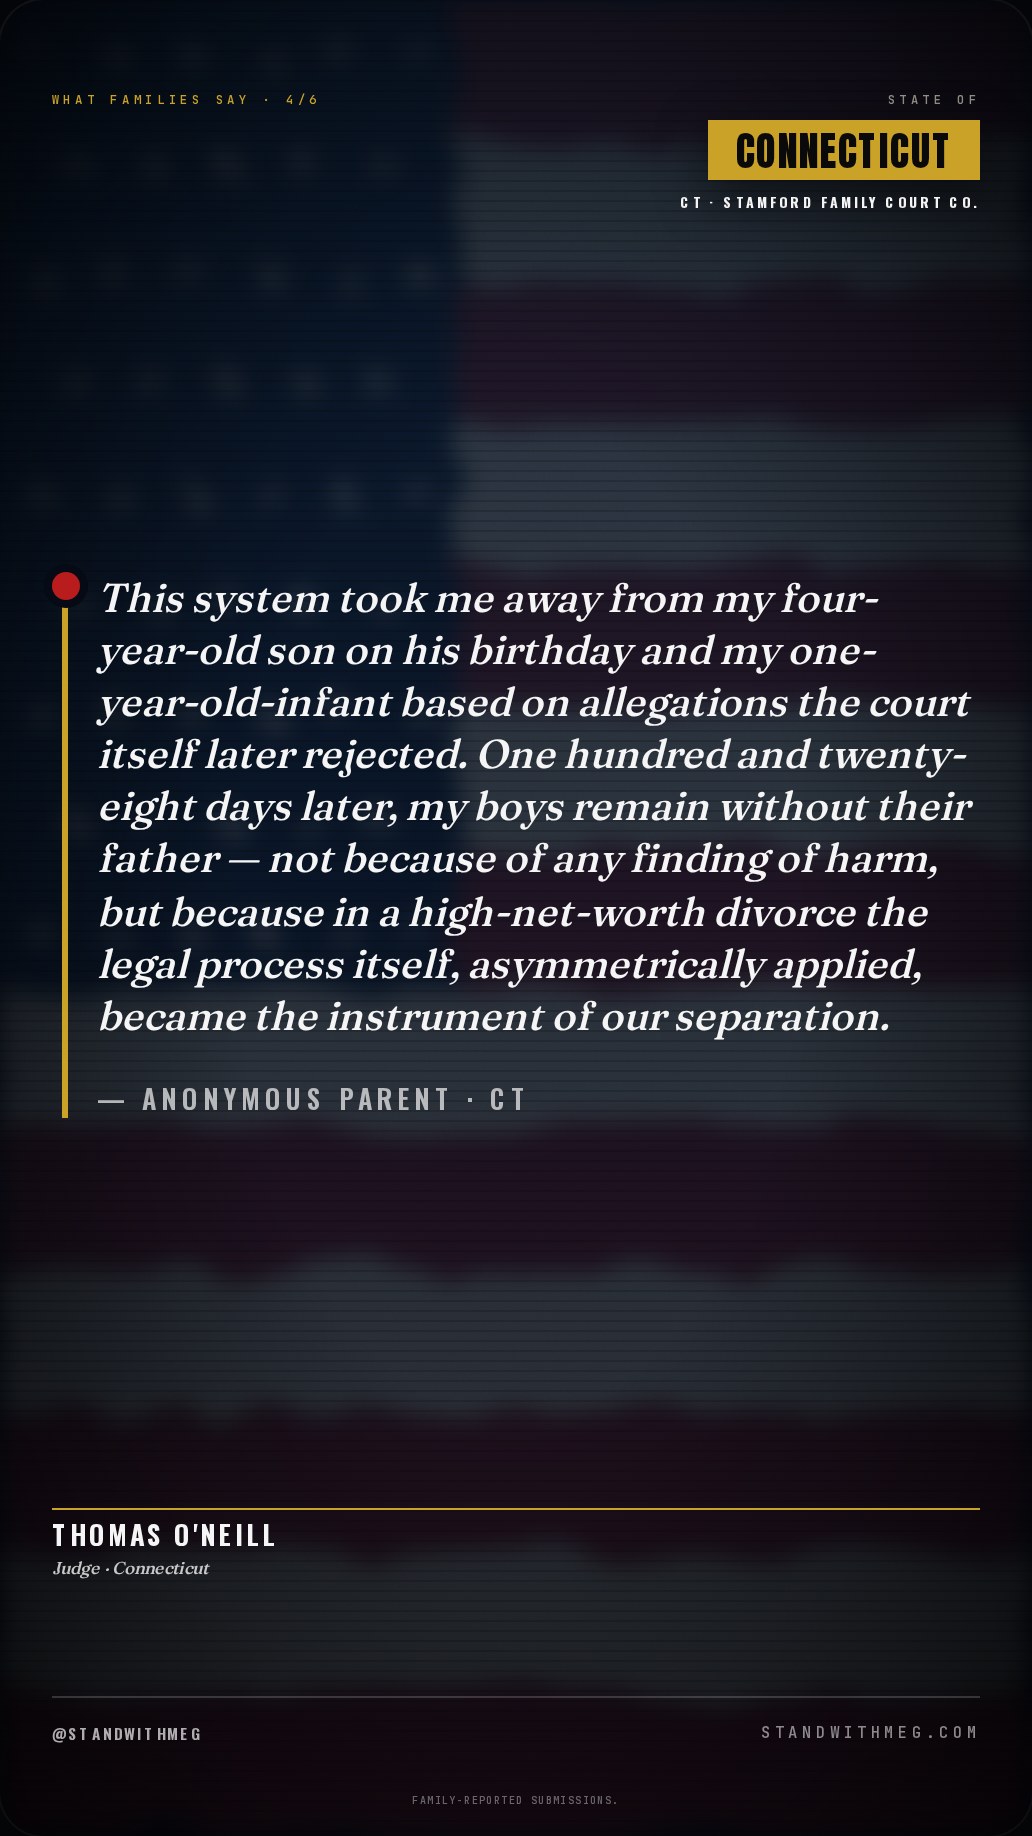 WHAT FAMILIES SAY · 4/6
STATE OF
CONNECTICUT
CT · STAMFORD FAMILY COURT CO.
This system took me away from my four-
year-old son on his birthday and my one-
year-old-infant based on allegations the court
itself later rejected. One hundred and twenty-
eight days later, my boys remain without their
father — not because of any finding of harm,
but because in a high-net-worth divorce the
legal process itself, asymmetrically applied,
became the instrument of our separation.
— ANONYMOUS PARENT · CT
THOMAS O'NEILL
Judge · Connecticut
@STANDWITHMEG
STANDWITHMEG.COM
FAMILY-REPORTED SUBMISSIONS.